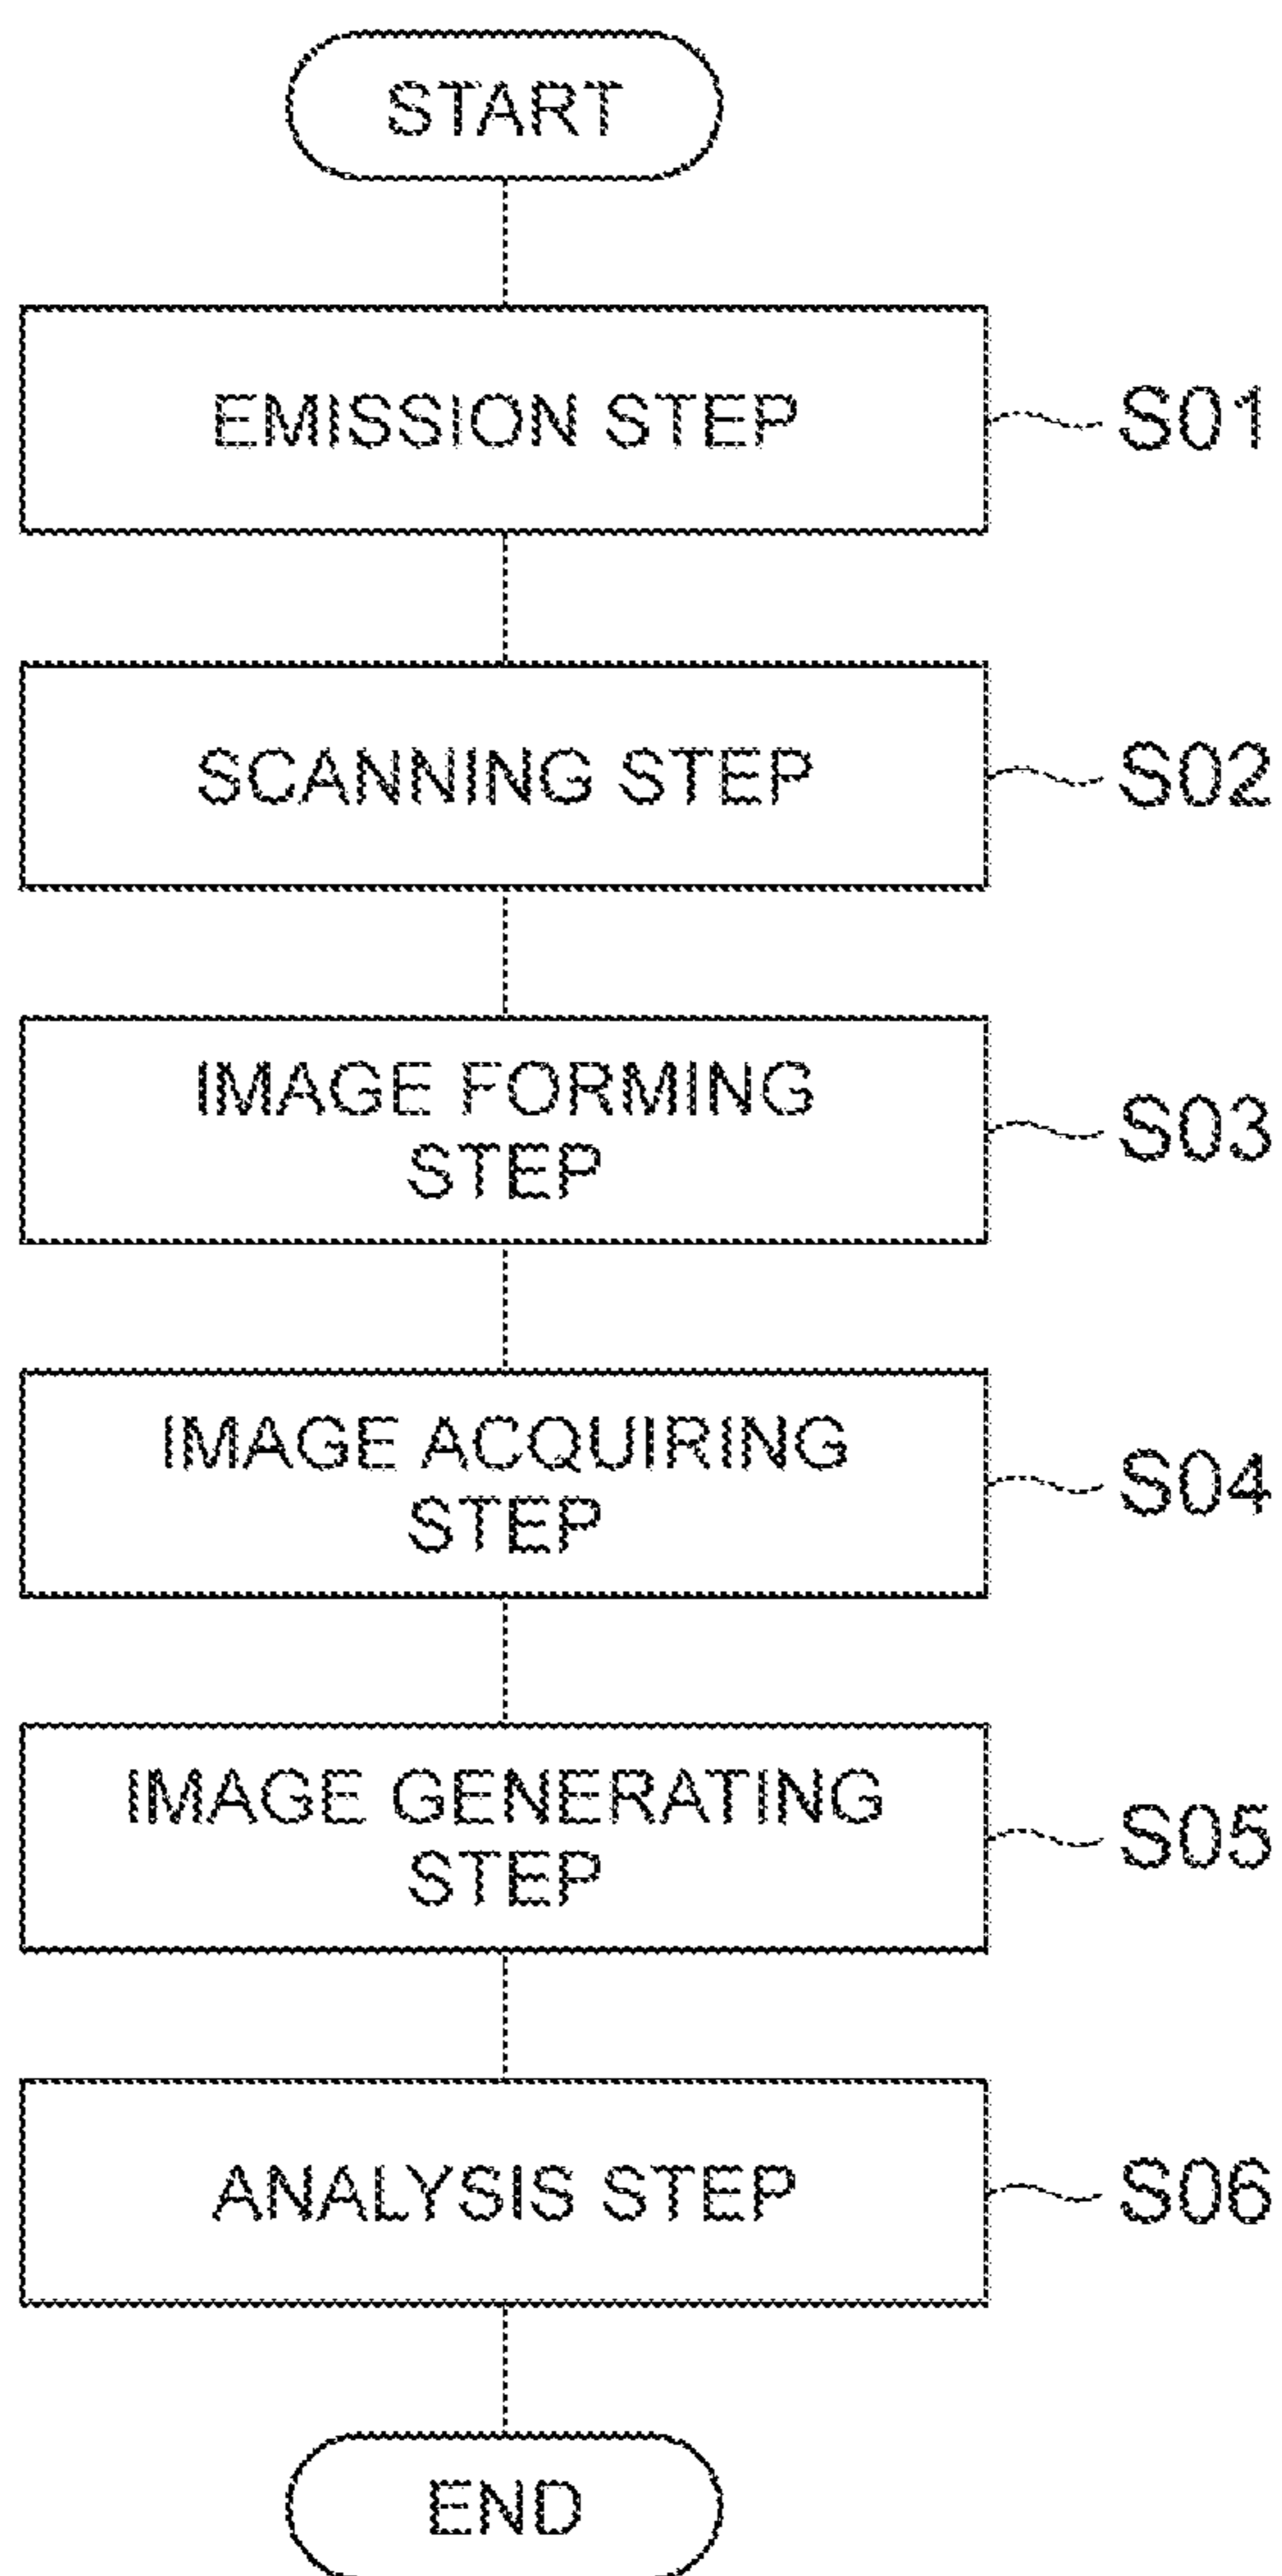 START
EMISSION STEP
S01
SCANNING STEP
S02
IMAGE FORMING
STEP
S03
IMAGE ACQUIRING
STEP
S04
IMAGE GENERATING
STEP
S05
ANALYSIS STEP
S06
END